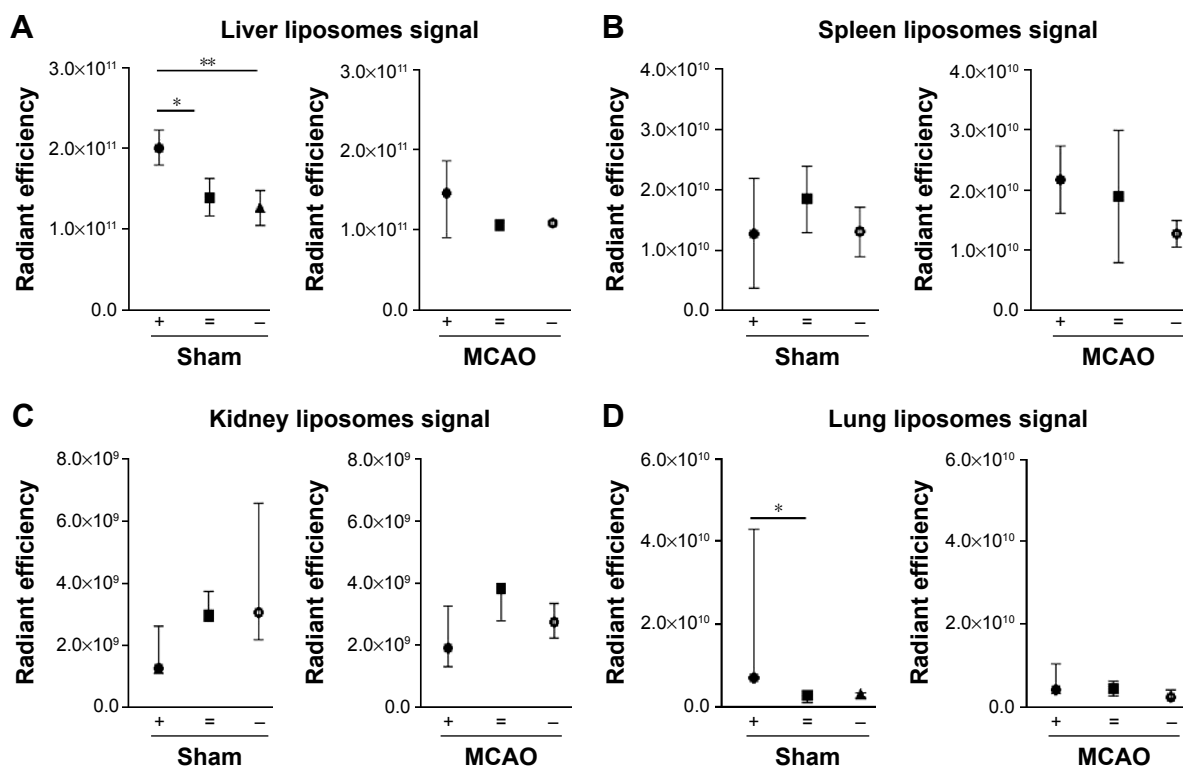 A
Liver liposomes signal
Radiant efficiency
3.0×10¹¹
2.0×10¹¹
1.0×10¹¹
0.0
*
**
+ = –
Sham
Radiant efficiency
3.0×10¹¹
2.0×10¹¹
1.0×10¹¹
0.0
+ = –
MCAO
B
Spleen liposomes signal
Radiant efficiency
4.0×10¹⁰
3.0×10¹⁰
2.0×10¹⁰
1.0×10¹⁰
0.0
+ = –
Sham
Radiant efficiency
4.0×10¹⁰
3.0×10¹⁰
2.0×10¹⁰
1.0×10¹⁰
0.0
+ = –
MCAO
C
Kidney liposomes signal
Radiant efficiency
8.0×10⁹
6.0×10⁹
4.0×10⁹
2.0×10⁹
0.0
+ = –
Sham
Radiant efficiency
8.0×10⁹
6.0×10⁹
4.0×10⁹
2.0×10⁹
0.0
+ = –
MCAO
D
Lung liposomes signal
Radiant efficiency
6.0×10¹⁰
4.0×10¹⁰
2.0×10¹⁰
0.0
*
+ = –
Sham
Radiant efficiency
6.0×10¹⁰
4.0×10¹⁰
2.0×10¹⁰
0.0
+ = –
MCAO